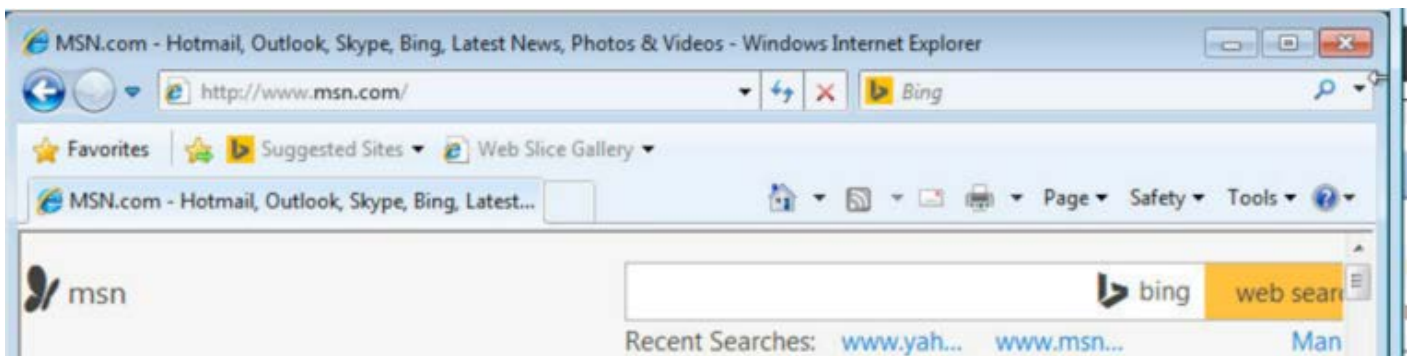 MSN.com - Hotmail, Outlook, Skype, Bing, Latest News, Photos & Videos - Windows Internet Explorer
http://www.msn.com/ Bing
Favorites Suggested Sites Web Slice Gallery
MSN.com - Hotmail, Outlook, Skype, Bing, Latest... Page Safety Tools
msn bing web sear
Recent Searches: www.yah... www.msn... Man